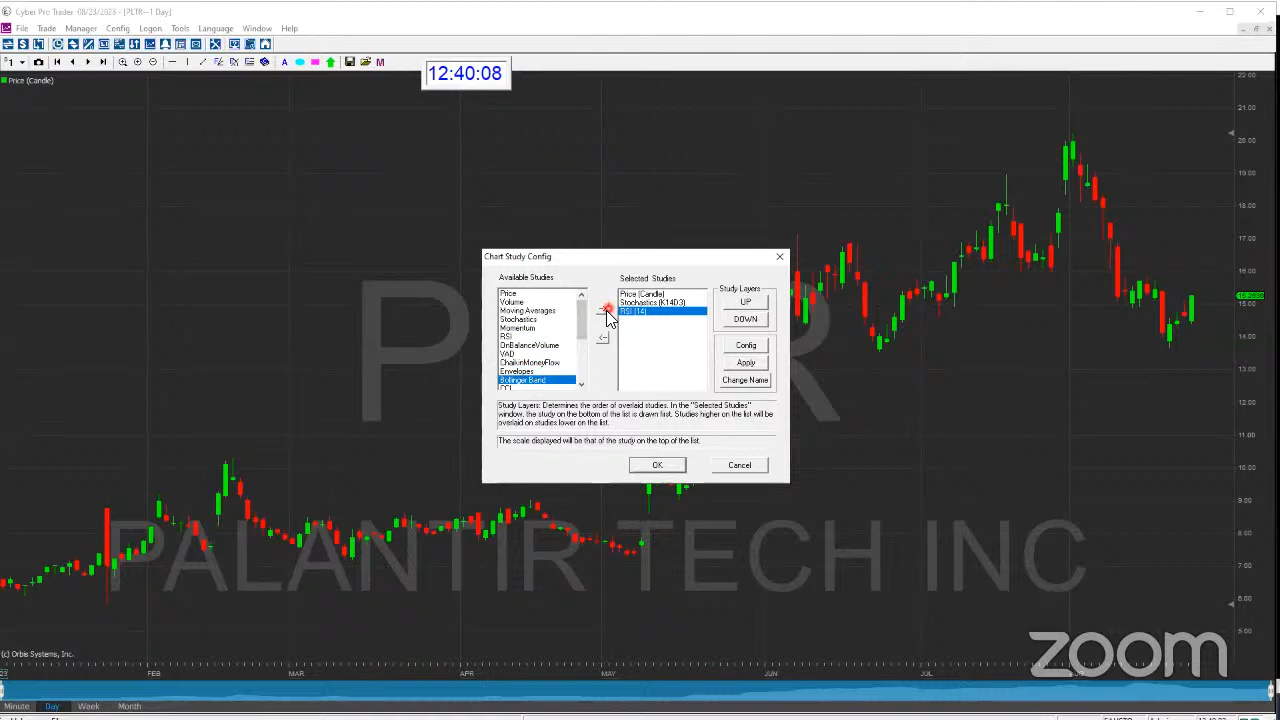 Cyber Pro Trader 08/23/2023 - [PLTR--1 Day]
File Trade Manager Config Logon Tools Language Window Help
1 A M
12:40:08
Price (Candle)
22.00
21.00
20.00
19.00
18.00
17.00
16.00
15.00
14.00
13.00
12.00
11.00
10.00
9.00
8.00
7.00
6.00
5.00
PALANTIR TECH INC
Chart Study Config
Available Studies
Price
Volume
Moving Averages
Stochastics
Momentum
RSI
OnBalanceVolume
VAD
ChaikinMoneyFlow
Envelopes
Bollinger Band
CCI
Selected Studies
Price (Candle)
Stochastics (K14D3)
RSI (14)
Study Layers
UP
DOWN
Config
Apply
Change Name
Study Layers: Determines the order of overlaid studies. In the "Selected Studies"
window, the study on the bottom of the list is drawn first. Studies higher on the list will be
overlaid on studies lower on the list.
The scale displayed will be that of the study on the top of the list.
OK Cancel
(c) Orbis Systems, Inc.
zoom
23 FEB MAR APR MAY JUN JUL
Minute Day Week Month